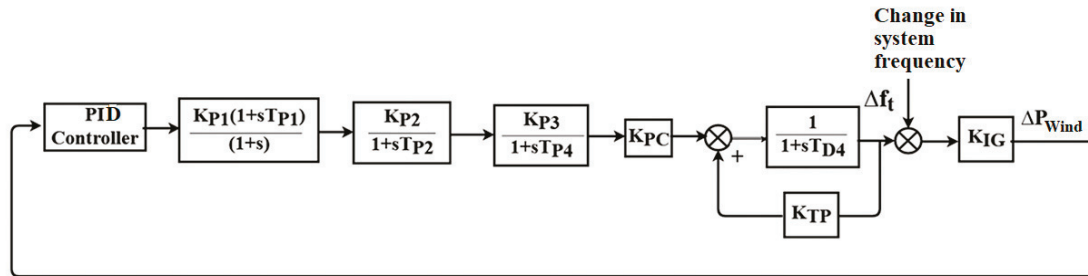 Change in
system
frequency
PID
Controller
KP1(1+sTP1)
(1+s)
KP2
1+sTP2
KP3
1+sTP4
KPC
+
1
1+sTD4
Δft
KIG
ΔPWind
KTP